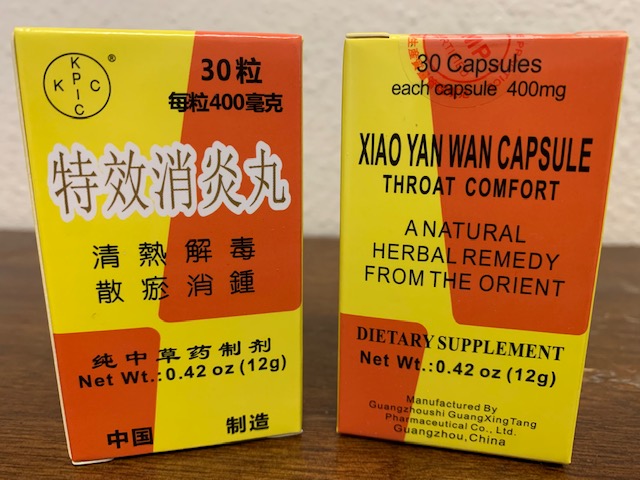 KPIC
KPC
®
30粒
每粒400毫克
特效消炎丸
清熱解毒
散瘀消鍾
纯中草药制剂
Net Wt.:0.42 oz (12g)
中国 制造
30 Capsules
each capsule 400mg
XIAO YAN WAN CAPSULE
THROAT COMFORT
A NATURAL
HERBAL REMEDY
FROM THE ORIENT
DIETARY SUPPLEMENT
Net Wt.:0.42 oz (12g)
Manufactured By
Guangzhoushi GuangXingTang
Pharmaceutical Co., Ltd.
Guangzhou,China